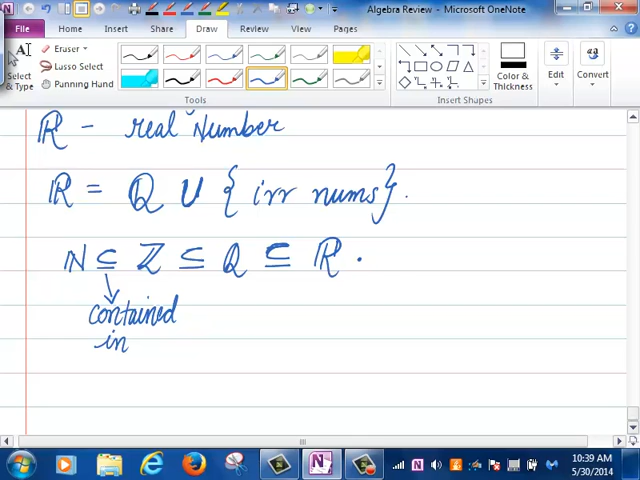 Algebra Review - Microsoft OneNote
File Home Insert Share Draw Review View Pages
Select & Type
Eraser
Lasso Select
Panning Hand
Color & Thickness
Edit
Convert
Tools
Insert Shapes
ℝ - real Number
ℝ = ℚ ∪ { irr nums} .
ℕ ⊆ ℤ ⊆ ℚ ⊆ ℝ .
contained
in
10:39 AM
5/30/2014